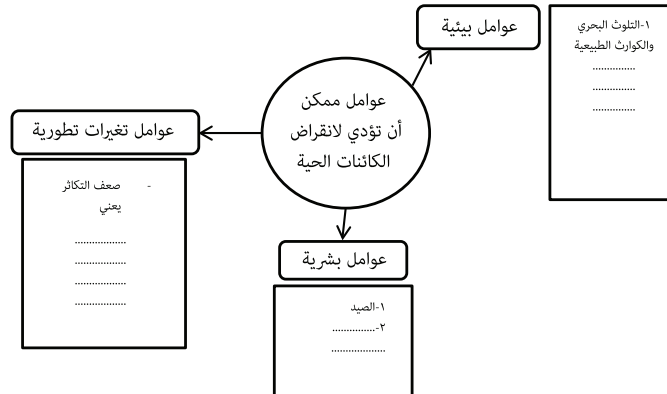 عوامل بيئية
١-التلوث البحري
والكوارث الطبيعية
...............
...............
...............
عوامل ممكن
أن تؤدي لانقراض
الكائنات الحية
عوامل تغيرات تطورية
- صعف التكاثر
يعني
..................
..................
..................
..................
عوامل بشرية
١-الصيد
٢-...............
...................